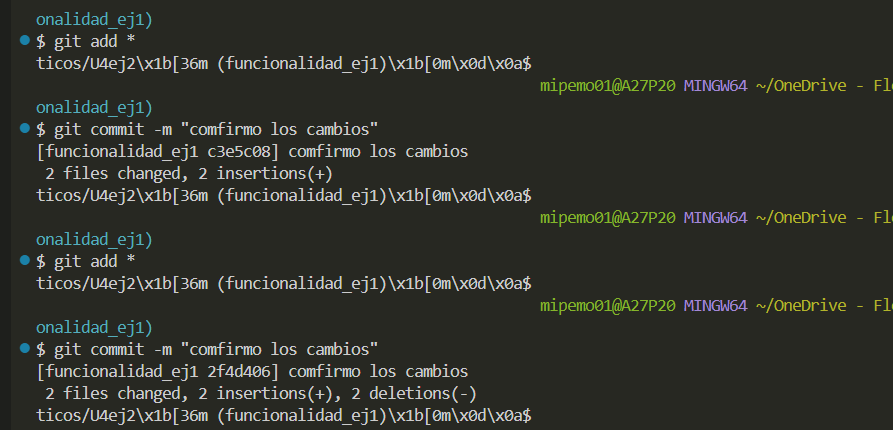 onalidad_ej1)
$ git add *
ticos/U4ej2\x1b[36m (funcionalidad_ej1)\x1b[0m\x0d\x0a$
mipemo01@A27P20 MINGW64 ~/OneDrive - Fl
onalidad_ej1)
$ git commit -m "comfirmo los cambios"
[funcionalidad_ej1 c3e5c08] comfirmo los cambios
 2 files changed, 2 insertions(+)
ticos/U4ej2\x1b[36m (funcionalidad_ej1)\x1b[0m\x0d\x0a$
mipemo01@A27P20 MINGW64 ~/OneDrive - Fl
onalidad_ej1)
$ git add *
ticos/U4ej2\x1b[36m (funcionalidad_ej1)\x1b[0m\x0d\x0a$
mipemo01@A27P20 MINGW64 ~/OneDrive - Fl
onalidad_ej1)
$ git commit -m "comfirmo los cambios"
[funcionalidad_ej1 2f4d406] comfirmo los cambios
 2 files changed, 2 insertions(+), 2 deletions(-)
ticos/U4ej2\x1b[36m (funcionalidad_ej1)\x1b[0m\x0d\x0a$